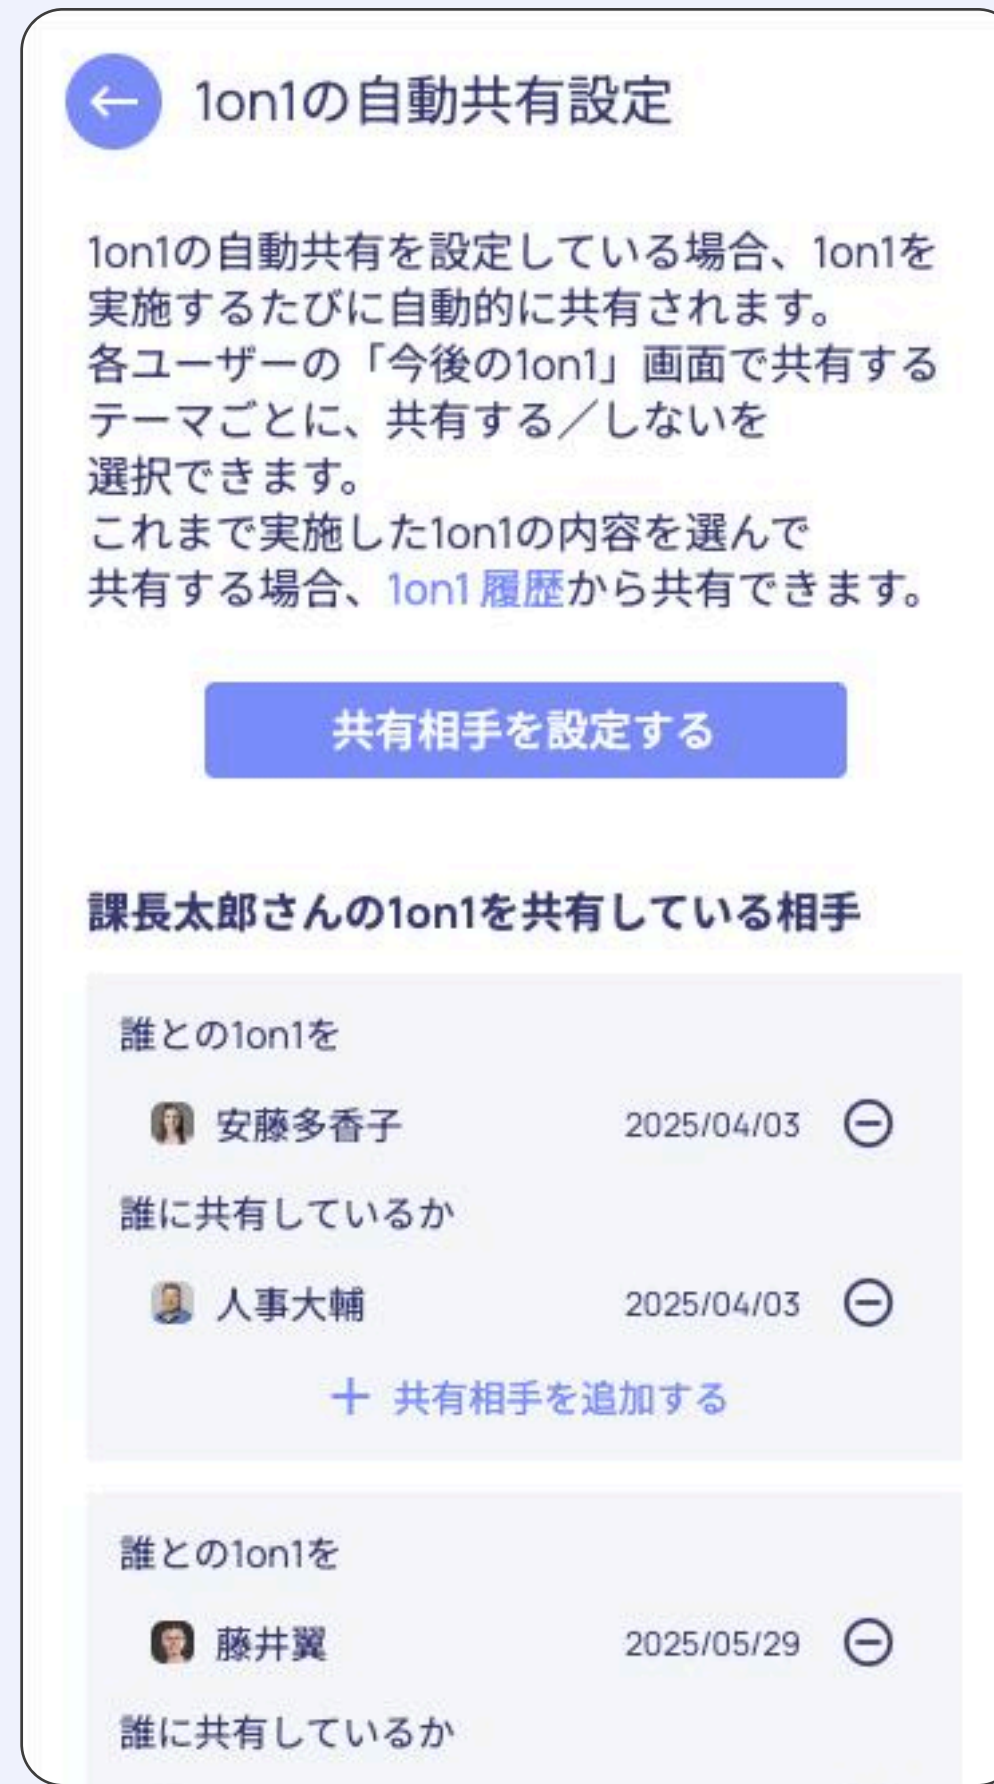 1on1の自動共有設定
1on1の自動共有を設定している場合、1on1を
実施するたびに自動的に共有されます。
各ユーザーの「今後の1on1」画面で共有する
テーマごとに、共有する／しないを
選択できます。
これまで実施した1on1の内容を選んで
共有する場合、1on1 履歴から共有できます。
共有相手を設定する
課長太郎さんの1on1を共有している相手
誰との1on1を
安藤多香子 2025/04/03
誰に共有しているか
人事大輔 2025/04/03
＋ 共有相手を追加する
誰との1on1を
藤井翼 2025/05/29
誰に共有しているか